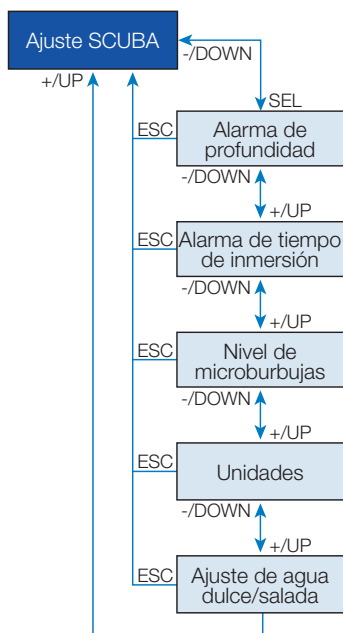 Ajuste SCUBA
-/DOWN
+/UP
SEL
ESC
Alarma de
profundidad
-/DOWN
+/UP
ESC
Alarma de tiempo
de inmersión
-/DOWN
+/UP
ESC
Nivel de
microburbujas
-/DOWN
+/UP
ESC
Unidades
-/DOWN
+/UP
ESC
Ajuste de agua
dulce/salada